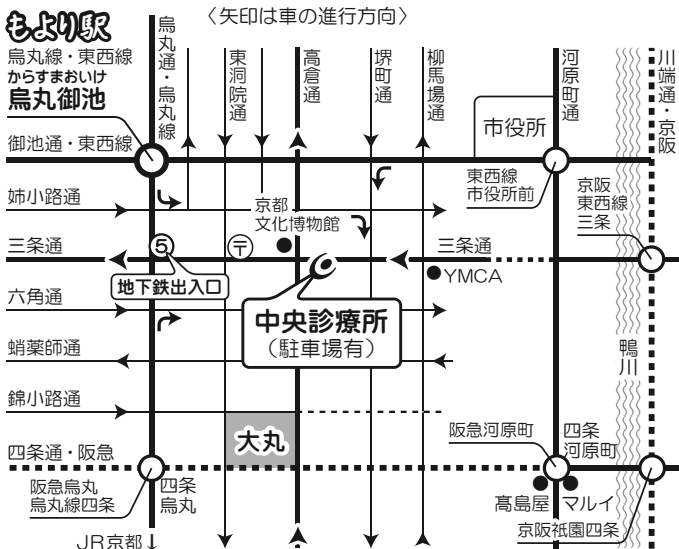 もより駅
〈矢印は車の進行方向〉
烏丸線・東西線
からすまおいけ
烏丸御池
烏丸通・烏丸線
東洞院通
高倉通
堺町通
柳馬場通
河原町通
川端通・京阪
市役所
御池通・東西線
東西線
市役所前
京阪
東西線
三条
姉小路通
京都
文化博物館
三条通
5
〒
三条通
地下鉄出入口
YMCA
六角通
中央診療所
（駐車場有）
蛸薬師通
鴨川
錦小路通
大丸
阪急河原町
四条
河原町
四条通・阪急
阪急烏丸
烏丸線四条
四条
烏丸
髙島屋
マルイ
京阪祇園四条
JR京都↓